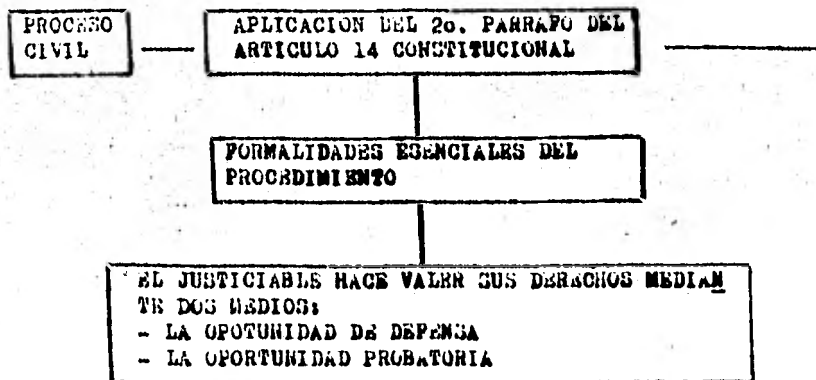 PROCESO
CIVIL
APLICACION DEL 2o. PARRAFO DEL
ARTICULO 14 CONSTITUCIONAL
FORMALIDADES ESENCIALES DEL
PROCEDIMIENTO
EL JUSTICIABLE HACE VALER SUS DERECHOS MEDIAN
TE DOS MEDIOS:
- LA OPOTUNIDAD DE DEFENSA
- LA OPORTUNIDAD PROBATORIA